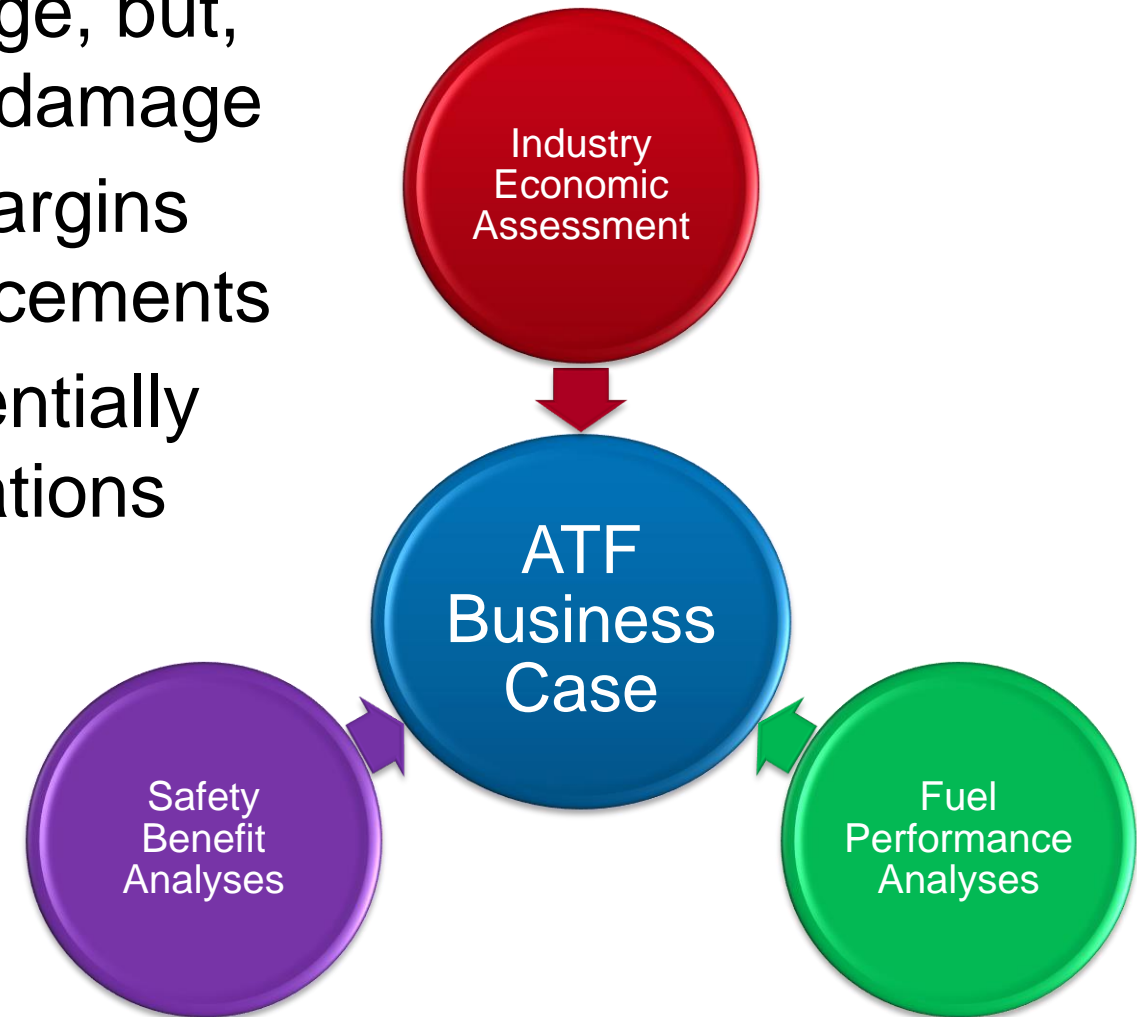 ge, but,
damage
argins
cements
entially
ations
Industry
Economic
Assessment
ATF
Business
Case
Safety
Benefit
Analyses
Fuel
Performance
Analyses